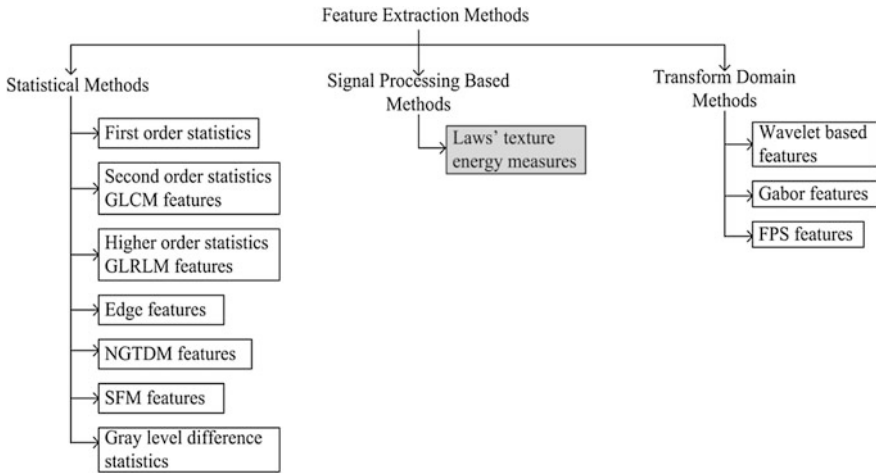 Feature Extraction Methods
Statistical Methods
First order statistics
Second order statistics
GLCM features
Higher order statistics
GLRLM features
Edge features
NGTDM features
SFM features
Gray level difference
statistics
Signal Processing Based
Methods
Laws’ texture
energy measures
Transform Domain
Methods
Wavelet based
features
Gabor features
FPS features